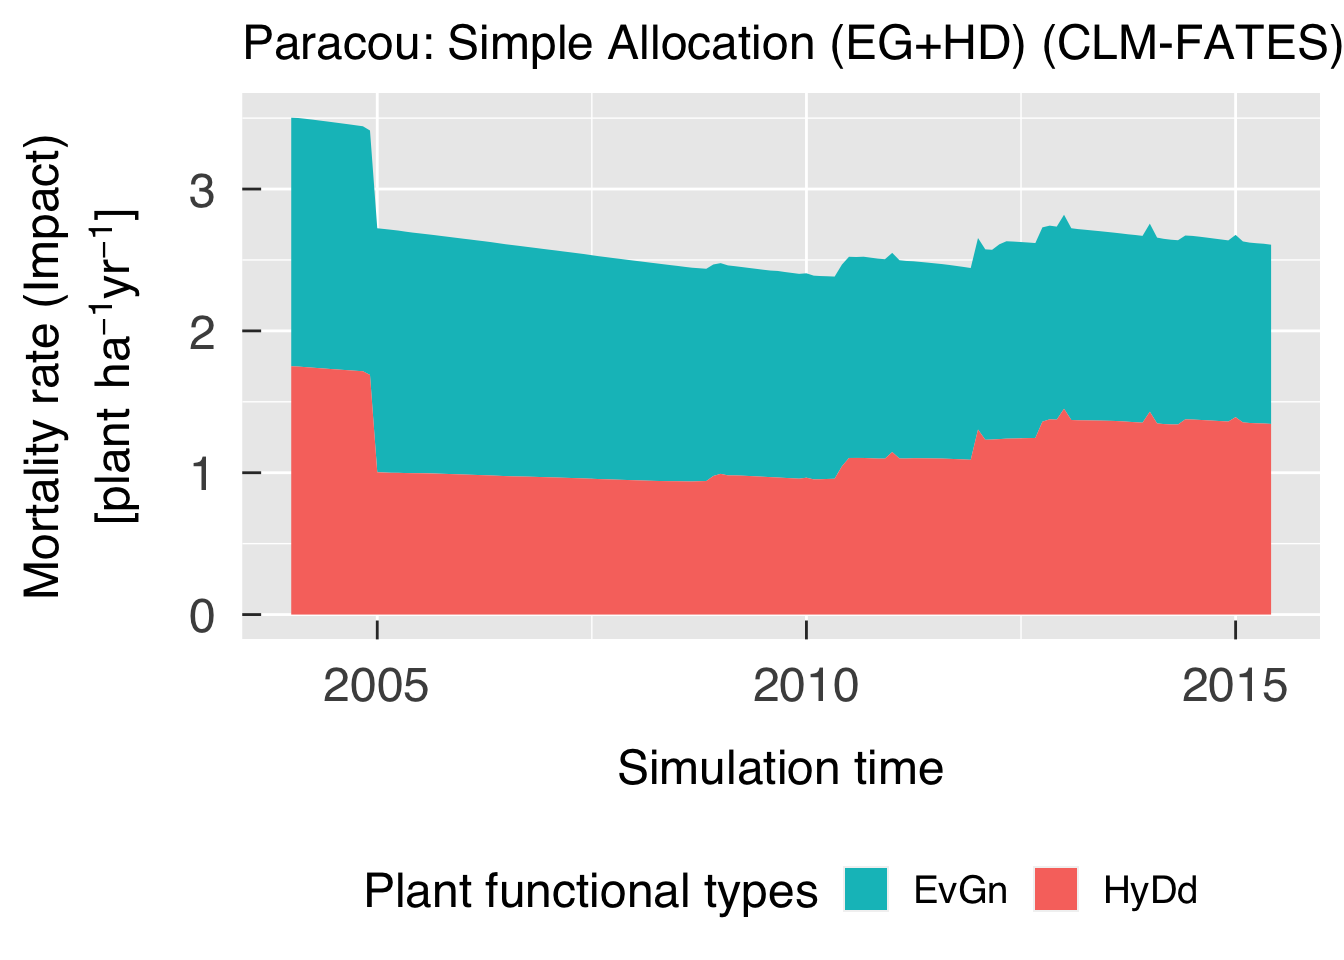 Paracou: Simple Allocation (EG+HD) (CLM-FATES)
Mortality rate (Impact)
[plant ha⁻¹yr⁻¹]
3
2
1
0
2005 2010 2015
Simulation time
Plant functional types EvGn HyDd